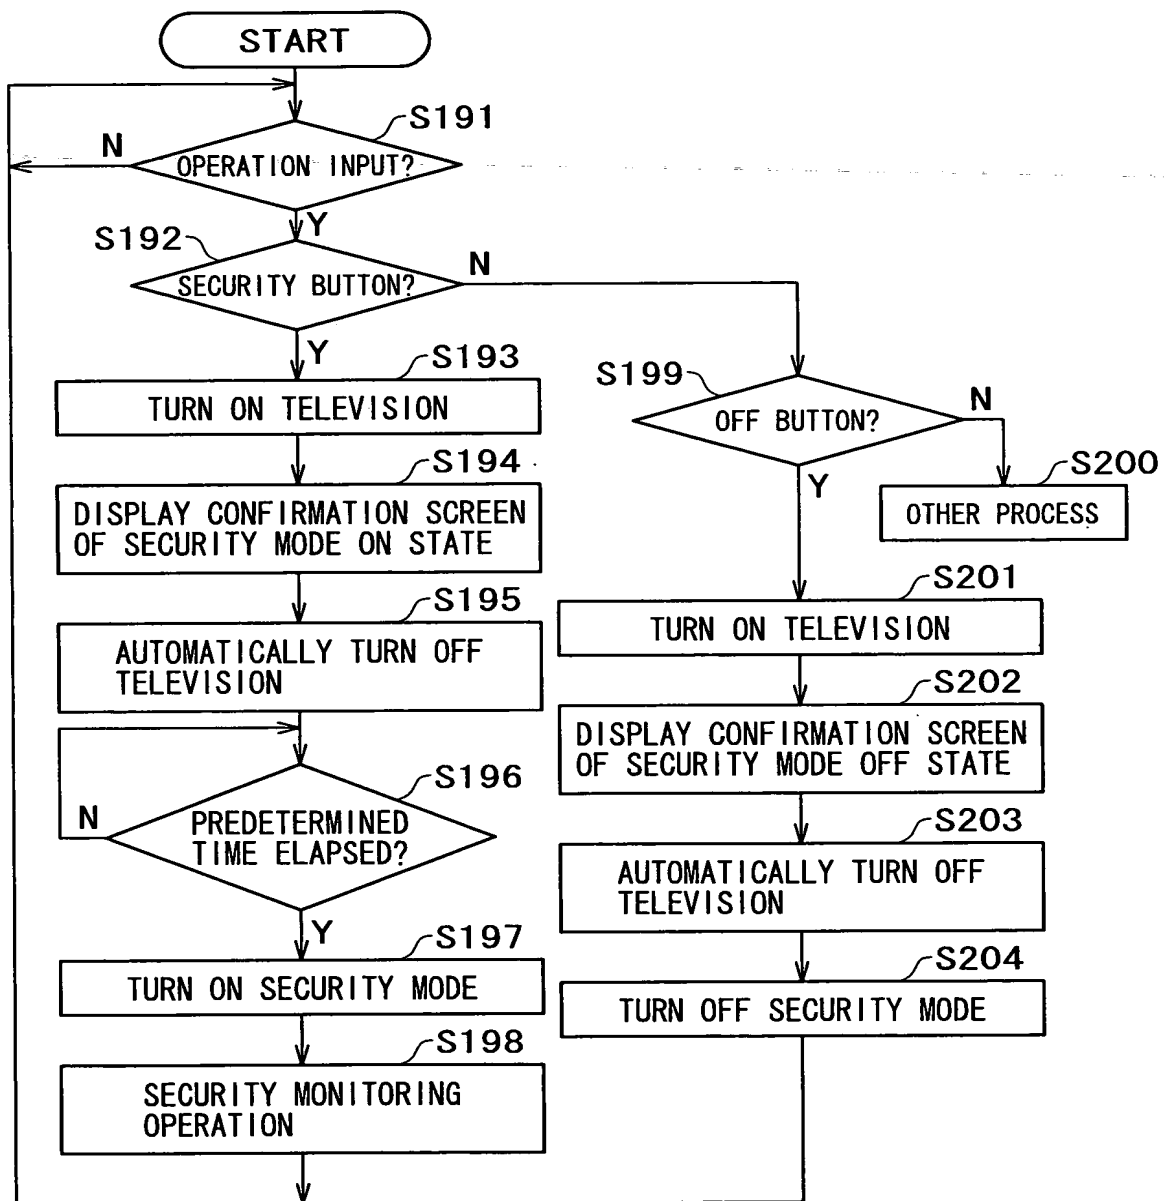 START
S191
N
OPERATION INPUT?
Y
S192
N
SECURITY BUTTON?
Y
S193
TURN ON TELEVISION
S194
DISPLAY CONFIRMATION SCREEN
OF SECURITY MODE ON STATE
S195
AUTOMATICALLY TURN OFF
TELEVISION
S196
N
PREDETERMINED
TIME ELAPSED?
Y
S197
TURN ON SECURITY MODE
S198
SECURITY MONITORING
OPERATION
S199
OFF BUTTON?
N
Y
S200
OTHER PROCESS
S201
TURN ON TELEVISION
S202
DISPLAY CONFIRMATION SCREEN
OF SECURITY MODE OFF STATE
S203
AUTOMATICALLY TURN OFF
TELEVISION
S204
TURN OFF SECURITY MODE